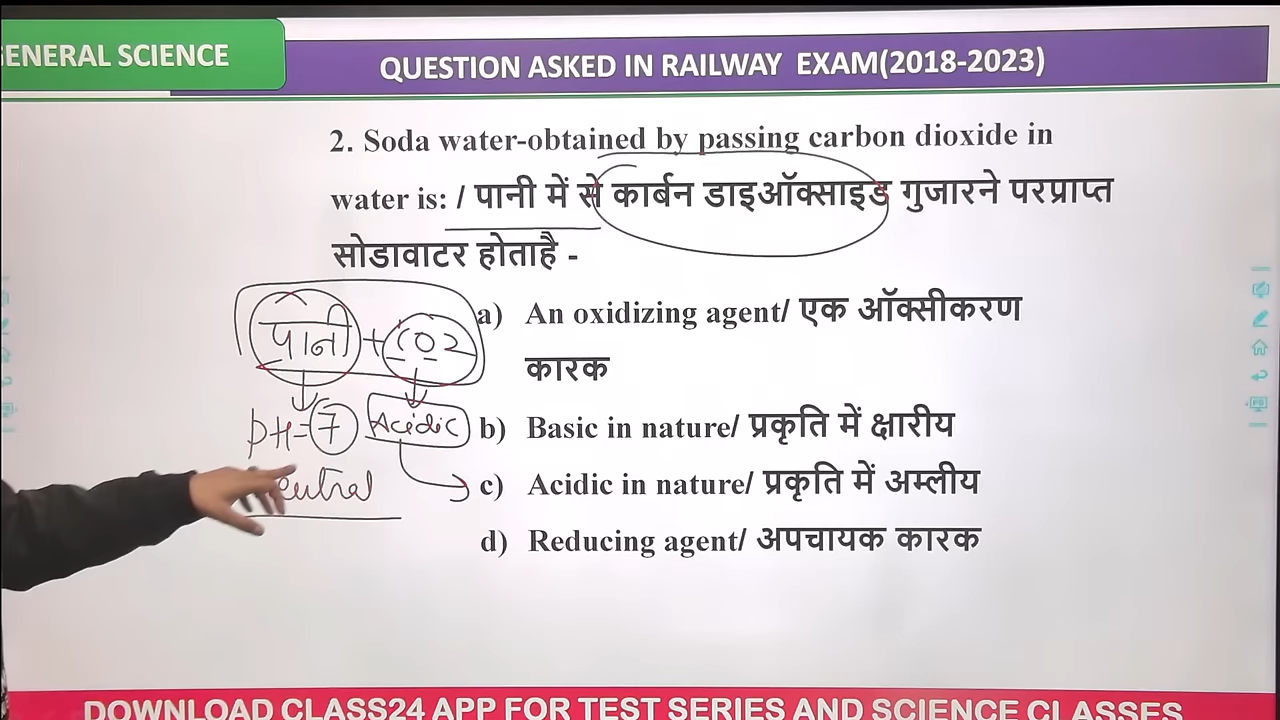 ENERAL SCIENCE
QUESTION ASKED IN RAILWAY EXAM(2018-2023)
2. Soda water-obtained by passing carbon dioxide in
water is: / पानी में से कार्बन डाइऑक्साइड गुजारने परप्राप्त
सोडावाटर होताहै -
पानी + CO2
a) An oxidizing agent/ एक ऑक्सीकरण
कारक
pH=7 Acidic
b) Basic in nature/ प्रकृति में क्षारीय
eutral
c) Acidic in nature/ प्रकृति में अम्लीय
d) Reducing agent/ अपचायक कारक
DOWNLOAD CLASS24 APP FOR TEST SERIES AND SCIENCE CLASSES